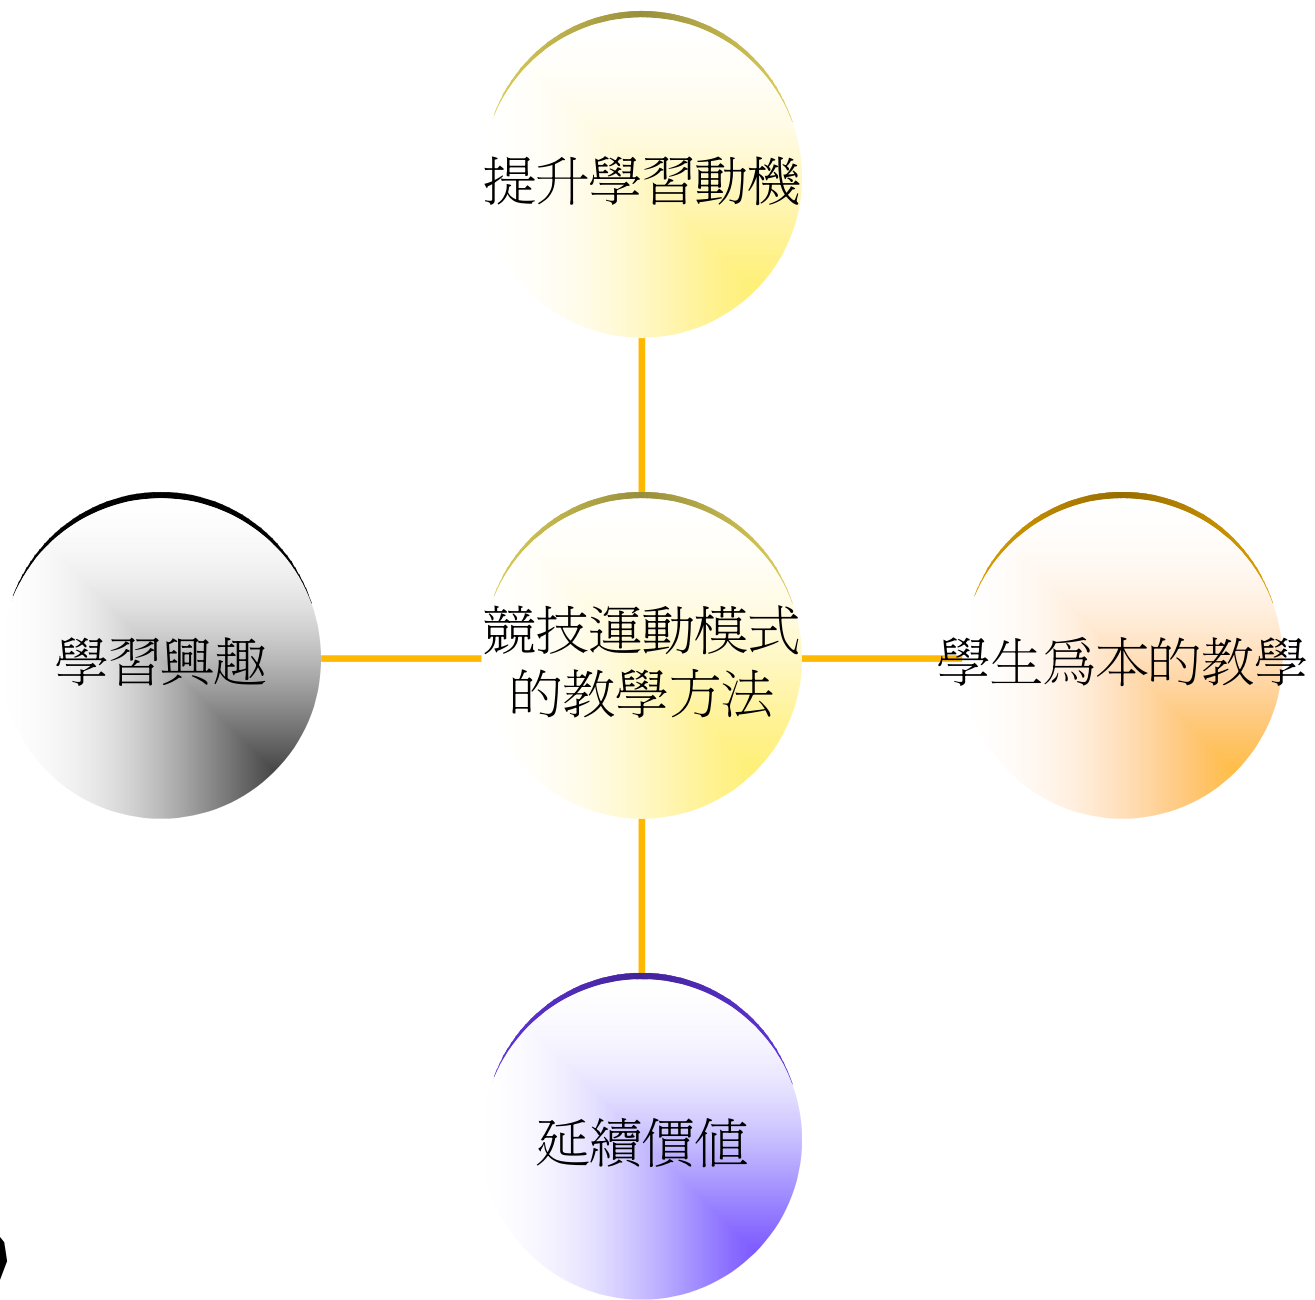 提升學習動機
學習興趣
競技運動模式
的教學方法
學生爲本的教學
延續價值